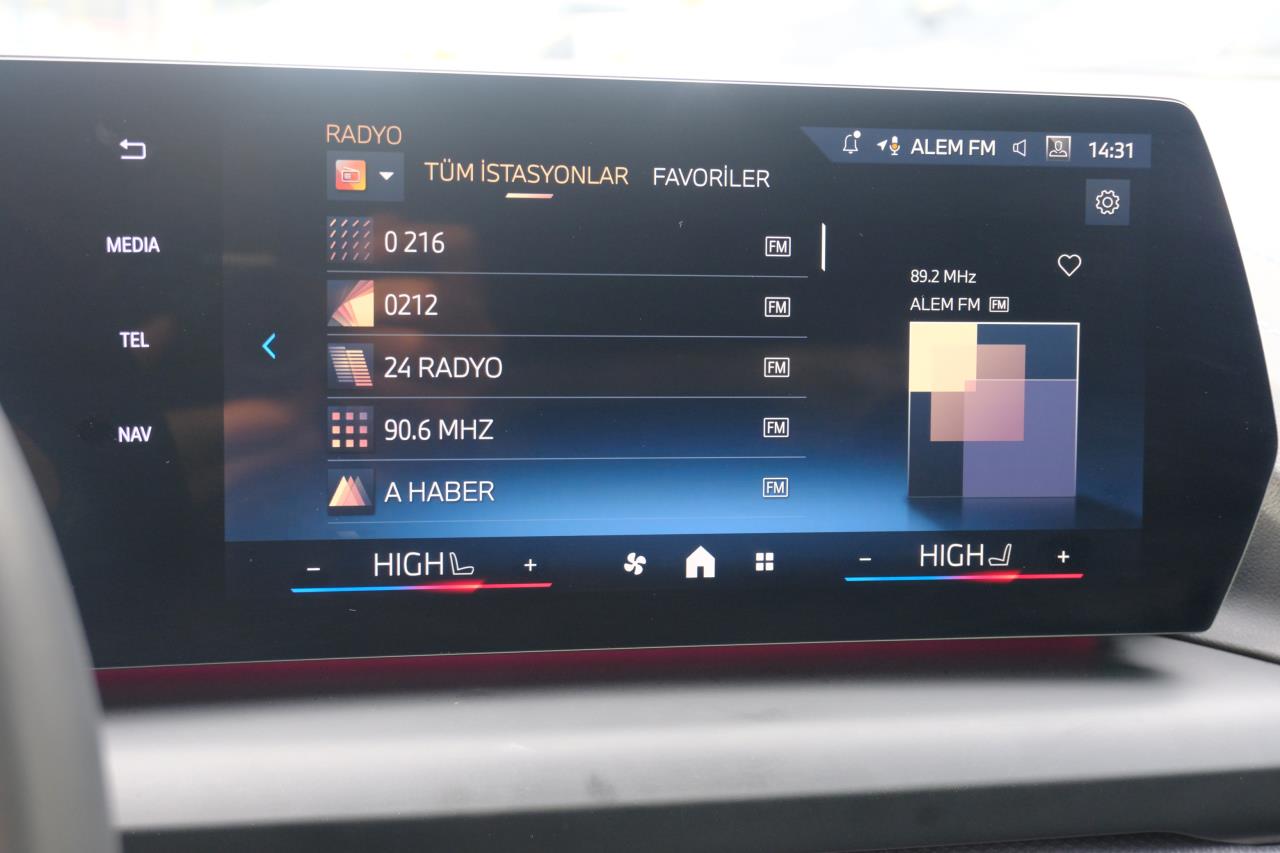 RADYO
ALEM FM 14:31
TÜM İSTASYONLAR FAVORİLER
MEDIA
TEL
NAV
0 216 FM
0212 FM
24 RADYO FM
90.6 MHZ FM
A HABER FM
89.2 MHz
ALEM FM FM
– HIGH + – HIGH +